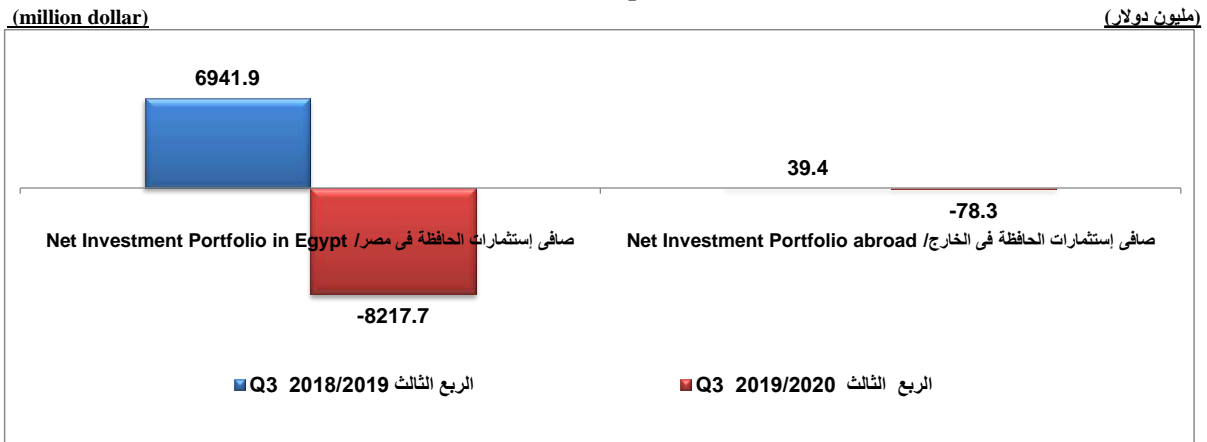 (million dollar) (مليون دولار)
6941.9
39.4
-78.3
Net Investment Portfolio in Egypt /صافى إستثمارات الحافظة فى مصر
Net Investment Portfolio abroad /صافى إستثمارات الحافظة فى الخارج
-8217.7
Q3 2018/2019 الربع الثالث
Q3 2019/2020 الربع الثالث